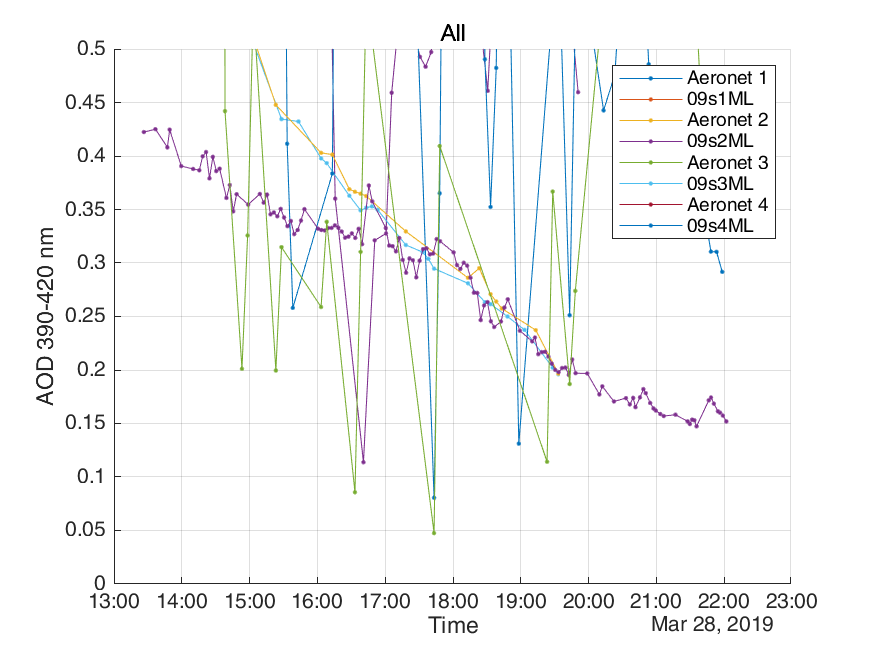 All
0.5
0.45
0.4
0.35
0.3
0.25
0.2
0.15
0.1
0.05
0
AOD 390-420 nm
Aeronet 1
09s1ML
Aeronet 2
09s2ML
Aeronet 3
09s3ML
Aeronet 4
09s4ML
13:00 14:00 15:00 16:00 17:00 18:00 19:00 20:00 21:00 22:00 23:00
Time
Mar 28, 2019